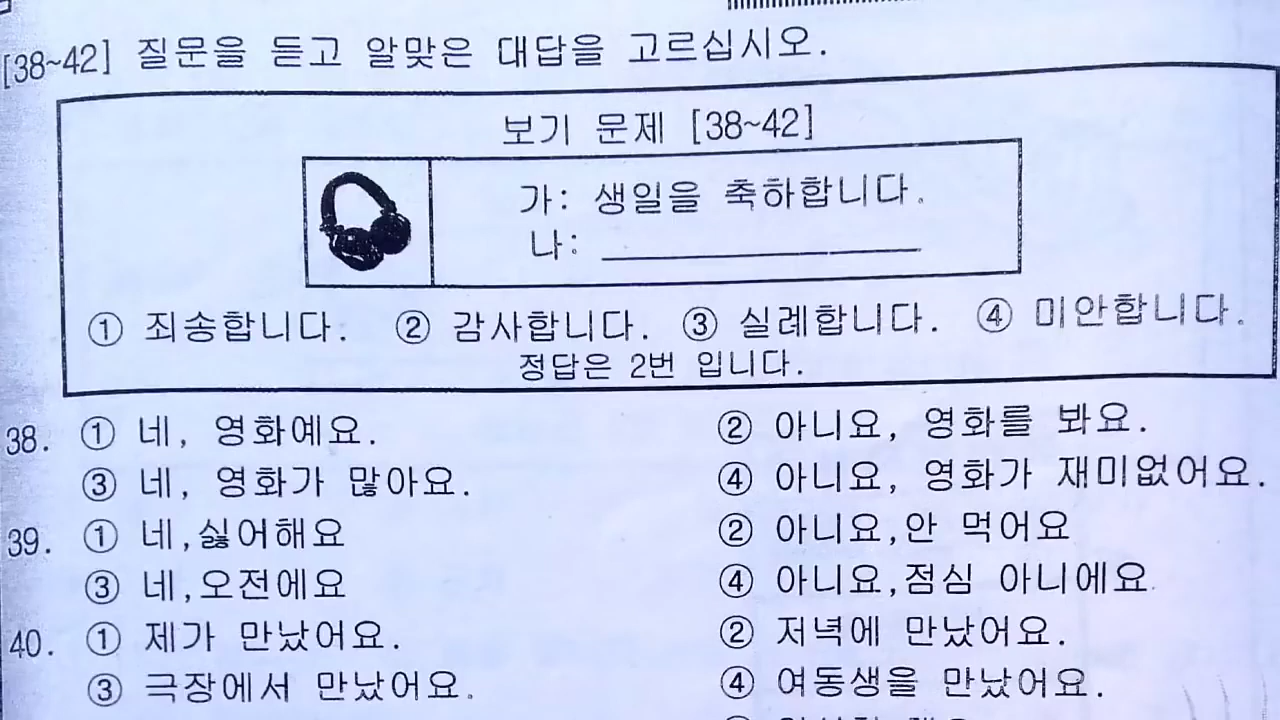 [38~42] 질문을 듣고 알맞은 대답을 고르십시오.
보기 문제 [38~42]
가: 생일을 축하합니다.
나:
① 죄송합니다. ② 감사합니다. ③ 실례합니다. ④ 미안합니다.
정답은 2번 입니다.
38. ① 네, 영화예요. ② 아니요, 영화를 봐요.
③ 네, 영화가 많아요. ④ 아니요, 영화가 재미없어요.
39. ① 네,싫어해요 ② 아니요,안 먹어요
③ 네,오전에요 ④ 아니요,점심 아니에요.
40. ① 제가 만났어요. ② 저녁에 만났어요.
③ 극장에서 만났어요. ④ 여동생을 만났어요.